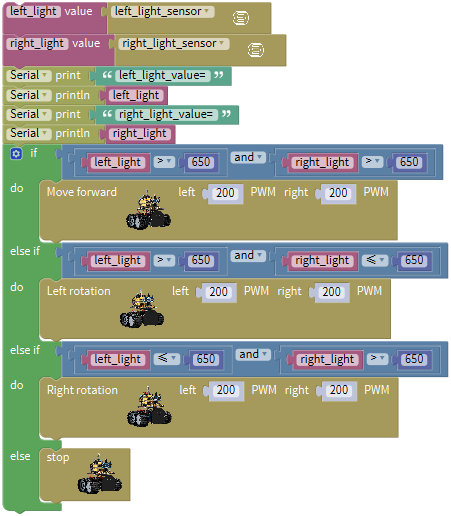 left_light value left_light_sensor
right_light value right_light_sensor
Serial print “ left_light_value= ”
Serial println left_light
Serial print “ right_light_value= ”
Serial println right_light
if left_light > 650 and right_light > 650
do Move forward left 200 PWM right 200 PWM
else if left_light > 650 and right_light ≤ 650
do Left rotation left 200 PWM right 200 PWM
else if left_light ≤ 650 and right_light > 650
do Right rotation left 200 PWM right 200 PWM
else stop